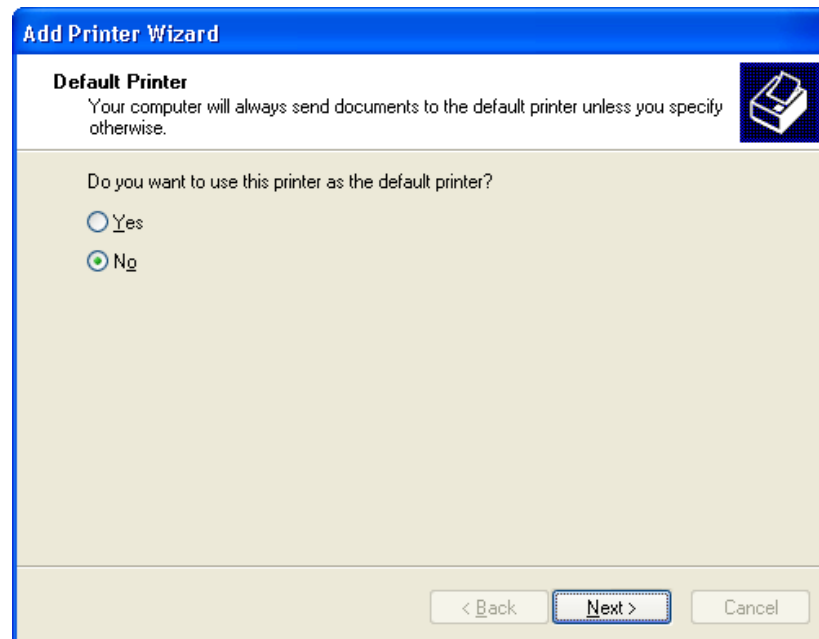 Add Printer Wizard
Default Printer
Your computer will always send documents to the default printer unless you specify
otherwise.
Do you want to use this printer as the default printer?
Yes
No
< Back
Next >
Cancel